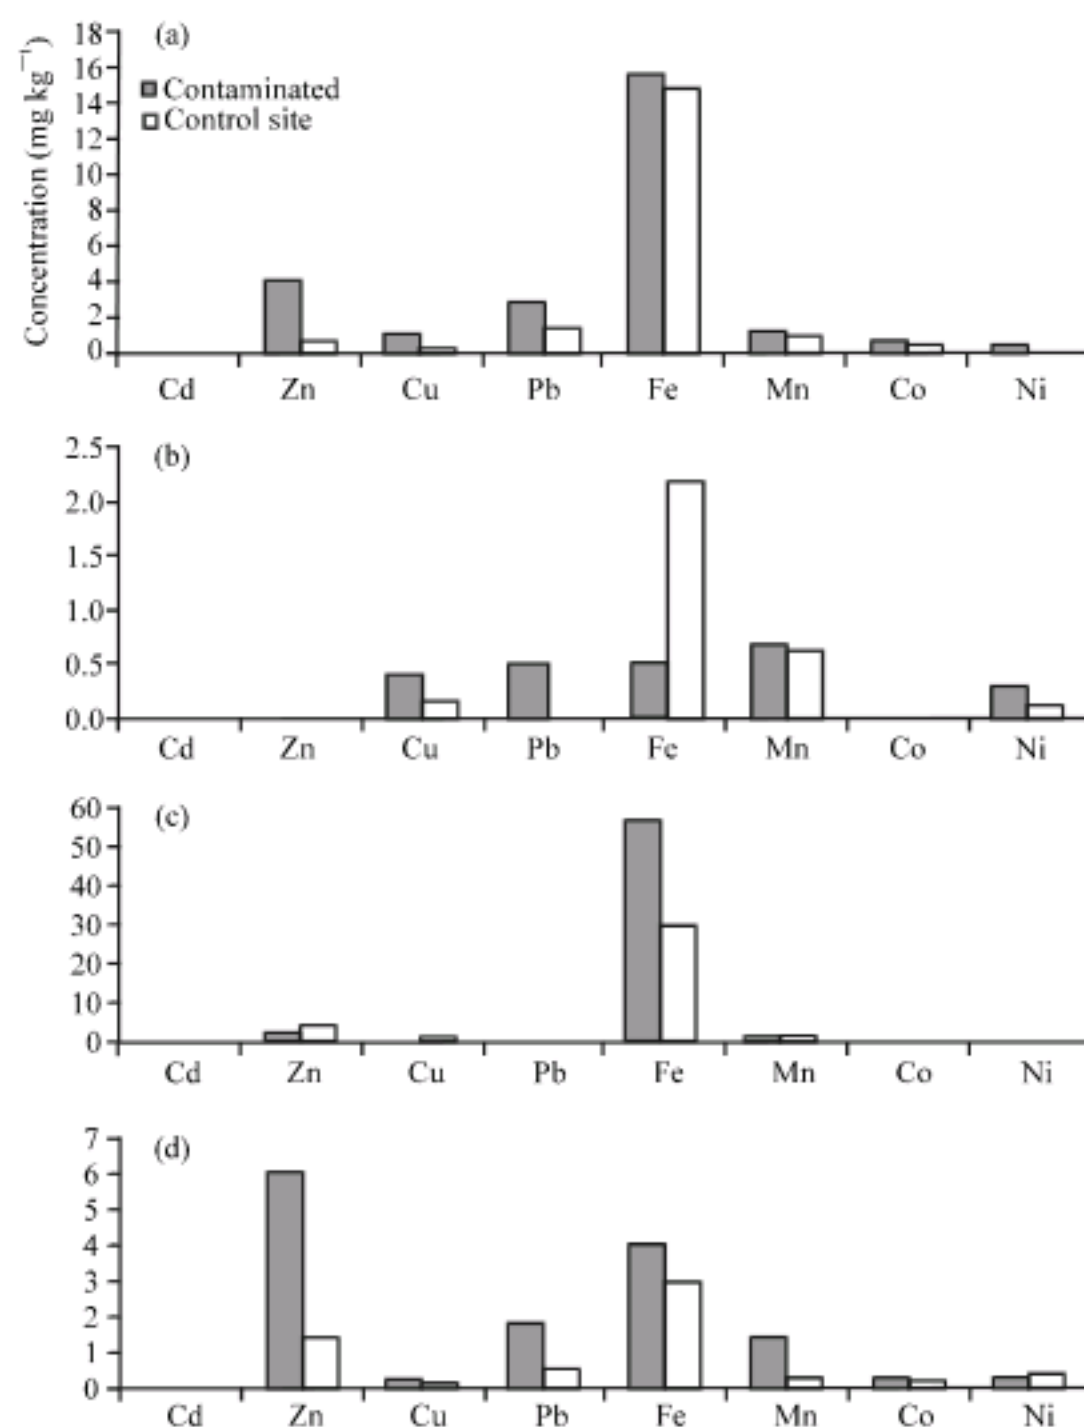 (a)
Contaminated
Control site
Concentration (mg kg⁻¹)
18
16
14
12
10
8
6
4
2
0
Cd Zn Cu Pb Fe Mn Co Ni
(b)
2.5
2.0
1.5
1.0
0.5
0.0
Cd Zn Cu Pb Fe Mn Co Ni
(c)
60
50
40
30
20
10
0
Cd Zn Cu Pb Fe Mn Co Ni
(d)
7
6
5
4
3
2
1
0
Cd Zn Cu Pb Fe Mn Co Ni